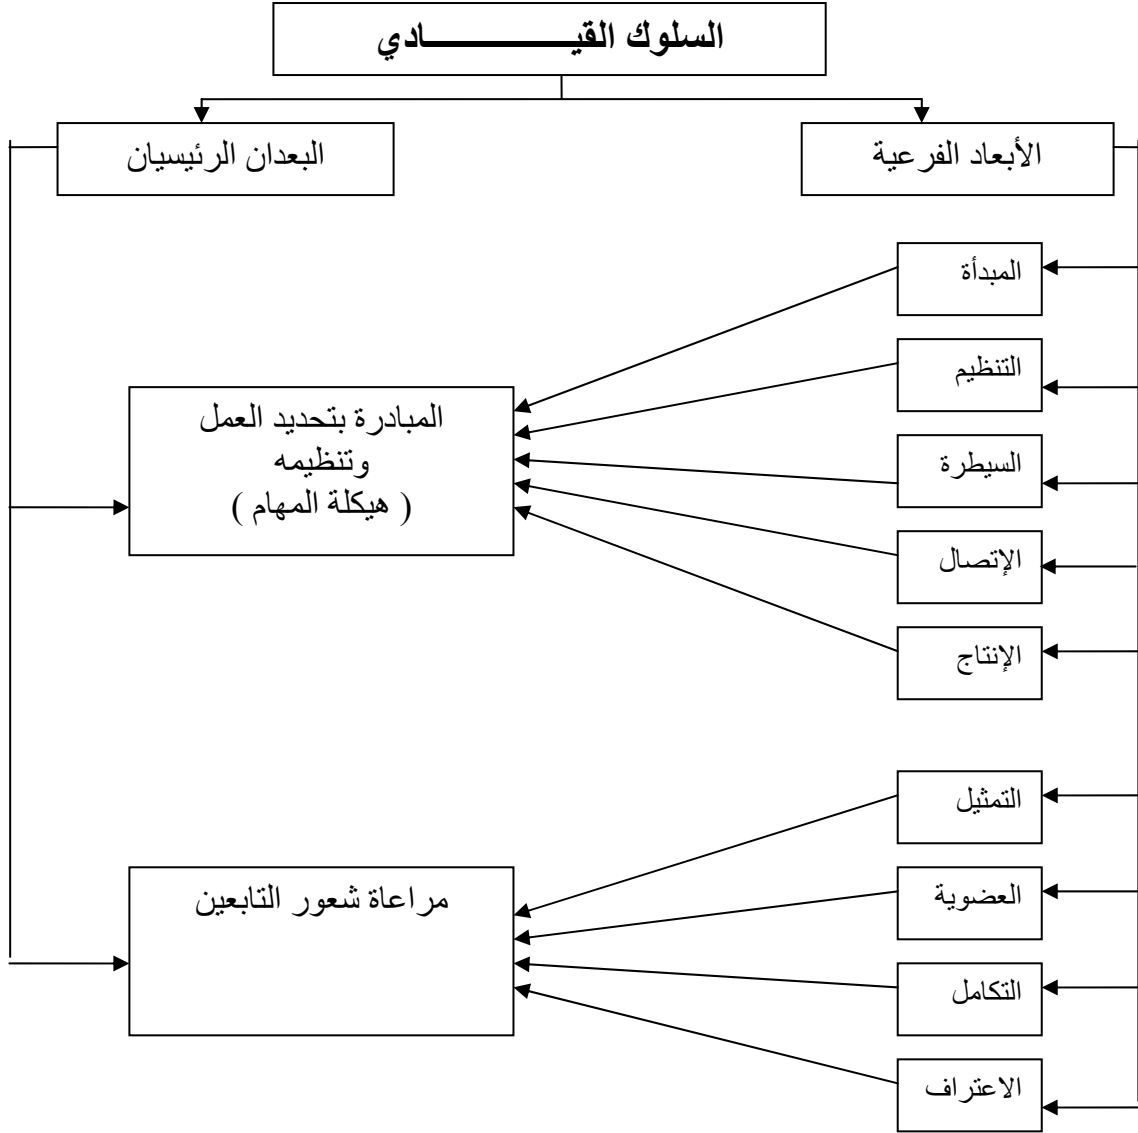 السلوك القيـــــــــــــادي
الأبعاد الفرعية
البعدان الرئيسيان
المبدأة
التنظيم
السيطرة
الإتصال
الإنتاج
المبادرة بتحديد العمل
وتنظيمه
( هيكلة المهام )
التمثيل
العضوية
التكامل
الاعتراف
مراعاة شعور التابعين